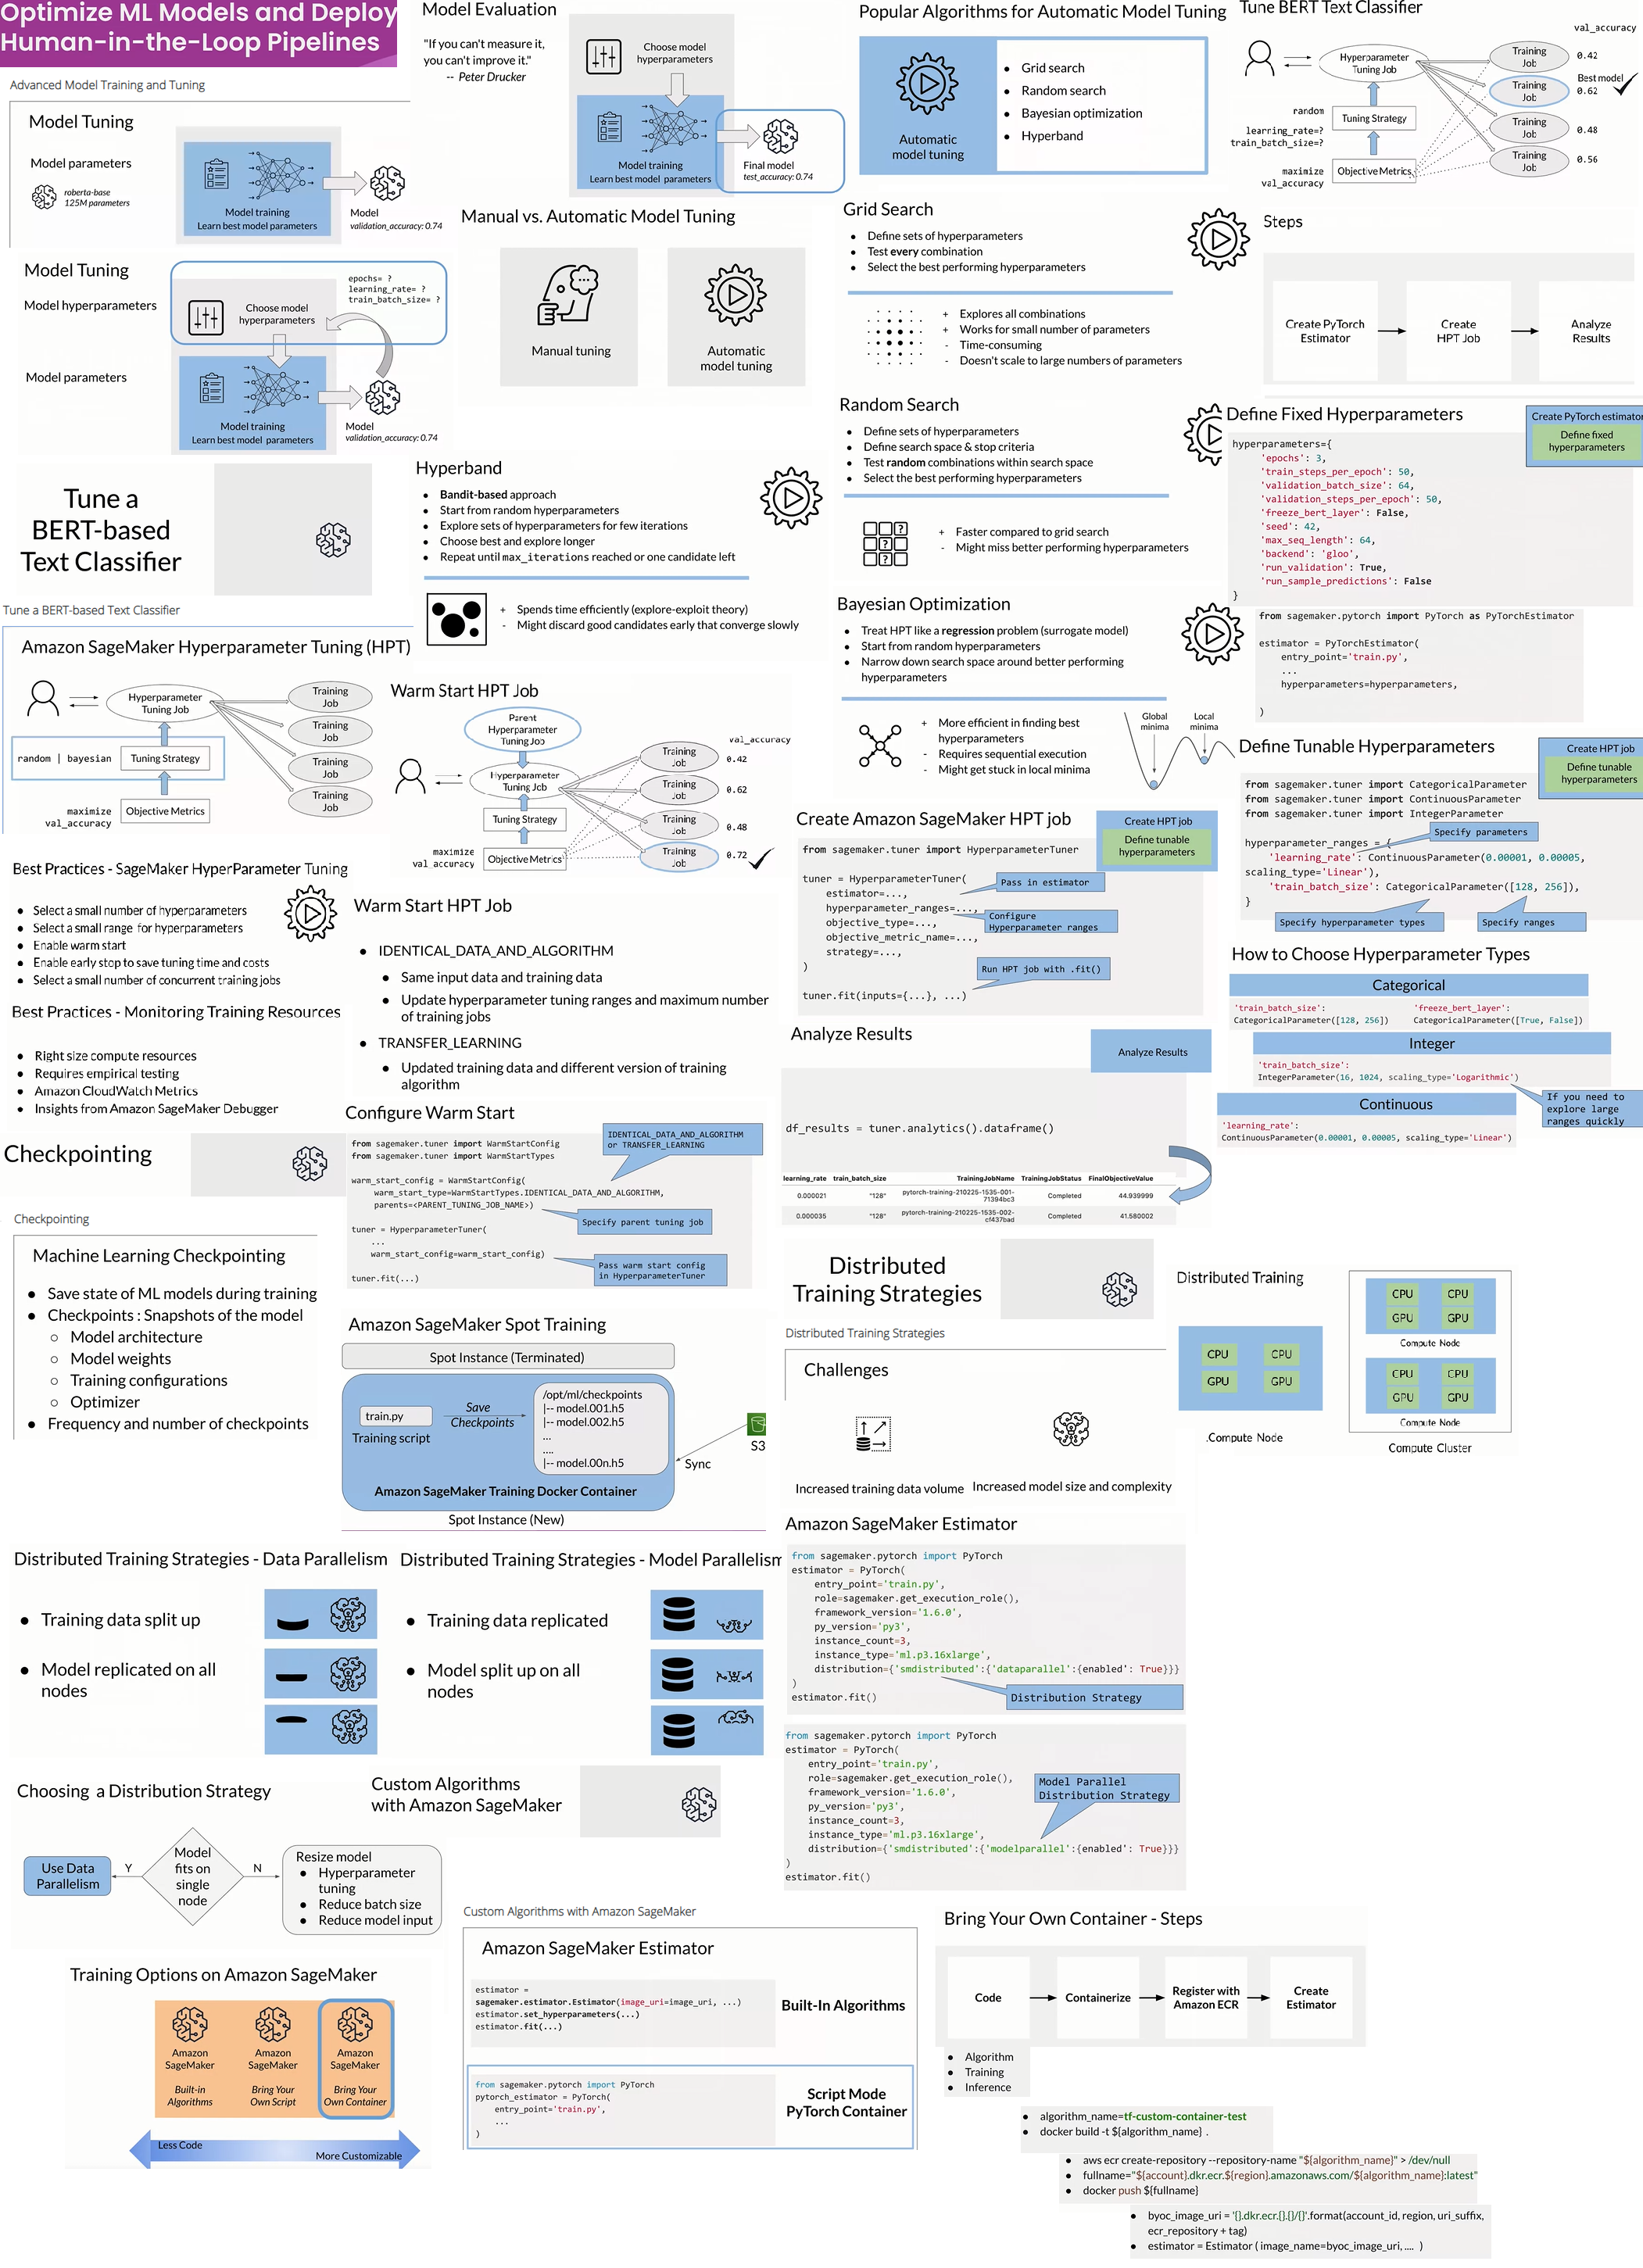 Optimize ML Models and Deploy
Human-in-the-Loop Pipelines
Advanced Model Training and Tuning
Model Tuning
Model parameters
roberta-base
125M parameters
Model training
Learn best model parameters
Model
validation_accuracy: 0.74
Model Tuning
Model hyperparameters
Choose model
hyperparameters
epochs= ?
learning_rate= ?
train_batch_size= ?
Model parameters
Model training
Learn best model parameters
Model
validation_accuracy: 0.74
Tune a
BERT-based
Text Classifier
Tune a BERT-based Text Classifier
Amazon SageMaker Hyperparameter Tuning (HPT)
Hyperparameter
Tuning Job
Training
Job
Training
Job
Training
Job
Training
Job
random | bayesian
Tuning Strategy
maximize
val_accuracy
Objective Metrics
Best Practices - SageMaker HyperParameter Tuning
● Select a small number of hyperparameters
● Select a small range for hyperparameters
● Enable warm start
● Enable early stop to save tuning time and costs
● Select a small number of concurrent training jobs
Best Practices - Monitoring Training Resources
● Right size compute resources
● Requires empirical testing
● Amazon CloudWatch Metrics
● Insights from Amazon SageMaker Debugger
Checkpointing
Checkpointing
Machine Learning Checkpointing
● Save state of ML models during training
● Checkpoints : Snapshots of the model
○ Model architecture
○ Model weights
○ Training configurations
○ Optimizer
● Frequency and number of checkpoints
Model Evaluation
"If you can't measure it,
you can't improve it."
-- Peter Drucker
Choose model
hyperparameters
Model training
Learn best model parameters
Final model
test_accuracy: 0.74
Manual vs. Automatic Model Tuning
Manual tuning
Automatic
model tuning
Hyperband
● Bandit-based approach
● Start from random hyperparameters
● Explore sets of hyperparameters for few iterations
● Choose best and explore longer
● Repeat until max_iterations reached or one candidate left
+ Spends time efficiently (explore-exploit theory)
- Might discard good candidates early that converge slowly
Warm Start HPT Job
Parent
Hyperparameter
Tuning Job
Hyperparameter
Tuning Job
Tuning Strategy
maximize
val accuracy
Objective Metrics
val_accuracy
Training
Job
0.42
Training
Job
0.62
Training
Job
0.48
Training
Job
0.72
Warm Start HPT Job
● IDENTICAL_DATA_AND_ALGORITHM
● Same input data and training data
● Update hyperparameter tuning ranges and maximum number
of training jobs
● TRANSFER_LEARNING
● Updated training data and different version of training
algorithm
Configure Warm Start
from sagemaker.tuner import WarmStartConfig
from sagemaker.tuner import WarmStartTypes
warm_start_config = WarmStartConfig(
warm_start_type=WarmStartTypes.IDENTICAL_DATA_AND_ALGORITHM,
parents=<PARENT_TUNING_JOB_NAME>)
tuner = HyperparameterTuner(
...
warm_start_config=warm_start_config)
tuner.fit(...)
IDENTICAL_DATA_AND_ALGORITHM
or TRANSFER_LEARNING
Specify parent tuning job
Pass warm start config
in HyperparameterTuner
Amazon SageMaker Spot Training
Spot Instance (Terminated)
train.py
Training script
Save
Checkpoints
/opt/ml/checkpoints
|-- model.001.h5
|-- model.002.h5
...
....
|-- model.00n.h5
S3
Sync
Amazon SageMaker Training Docker Container
Spot Instance (New)
Popular Algorithms for Automatic Model Tuning
Automatic
model tuning
● Grid search
● Random search
● Bayesian optimization
● Hyperband
Grid Search
● Define sets of hyperparameters
● Test every combination
● Select the best performing hyperparameters
+ Explores all combinations
+ Works for small number of parameters
- Time-consuming
- Doesn't scale to large numbers of parameters
Random Search
● Define sets of hyperparameters
● Define search space & stop criteria
● Test random combinations within search space
● Select the best performing hyperparameters
? ? ?
+ Faster compared to grid search
- Might miss better performing hyperparameters
Bayesian Optimization
● Treat HPT like a regression problem (surrogate model)
● Start from random hyperparameters
● Narrow down search space around better performing
hyperparameters
+ More efficient in finding best
hyperparameters
- Requires sequential execution
- Might get stuck in local minima
Global
minima
Local
minima
Create Amazon SageMaker HPT job
Create HPT job
Define tunable
hyperparameters
from sagemaker.tuner import HyperparameterTuner
tuner = HyperparameterTuner(
estimator=...,
hyperparameter_ranges=...,
objective_type=...,
objective_metric_name=...,
strategy=...,
)
tuner.fit(inputs={...}, ...)
Pass in estimator
Configure
Hyperparameter ranges
Run HPT job with .fit()
Analyze Results
Analyze Results
df_results = tuner.analytics().dataframe()
learning_rate train_batch_size TrainingJobName TrainingJobStatus FinalObjectiveValue
0.000021 "128" pytorch-training-210225-1535-001-
71394bc3 Completed 44.939999
0.000035 "128" pytorch-training-210225-1535-002-
cf437bad Completed 41.580002
Tune BERT Text Classifier
val_accuracy
Hyperparameter
Tuning Job
Training
Job
0.42
Training
Job
Best model
0.62
Training
Job
0.48
Training
Job
0.56
random
Tuning Strategy
learning_rate=?
train_batch_size=?
maximize
val_accuracy
Objective Metrics
Steps
Create PyTorch
Estimator
Create
HPT Job
Analyze
Results
Define Fixed Hyperparameters
Create PyTorch estimator
Define fixed
hyperparameters
hyperparameters={
'epochs': 3,
'train_steps_per_epoch': 50,
'validation_batch_size': 64,
'validation_steps_per_epoch': 50,
'freeze_bert_layer': False,
'seed': 42,
'max_seq_length': 64,
'backend': 'gloo',
'run_validation': True,
'run_sample_predictions': False
}
from sagemaker.pytorch import PyTorch as PyTorchEstimator
estimator = PyTorchEstimator(
entry_point='train.py',
...
hyperparameters=hyperparameters,
)
Define Tunable Hyperparameters
Create HPT job
Define tunable
hyperparameters
from sagemaker.tuner import CategoricalParameter
from sagemaker.tuner import ContinuousParameter
from sagemaker.tuner import IntegerParameter
Specify parameters
hyperparameter_ranges = {
'learning_rate': ContinuousParameter(0.00001, 0.00005,
scaling_type='Linear'),
'train_batch_size': CategoricalParameter([128, 256]),
}
Specify hyperparameter types
Specify ranges
How to Choose Hyperparameter Types
Categorical
'train_batch_size':
CategoricalParameter([128, 256])
'freeze_bert_layer':
CategoricalParameter([True, False])
Integer
'train_batch_size':
IntegerParameter(16, 1024, scaling_type='Logarithmic')
If you need to
explore large
ranges quickly
Continuous
'learning_rate':
ContinuousParameter(0.00001, 0.00005, scaling_type='Linear')
Distributed
Training Strategies
Distributed Training Strategies
Challenges
Increased training data volume
Increased model size and complexity
Distributed Training
CPU CPU
GPU GPU
.Compute Node
CPU CPU
GPU GPU
Compute Node
CPU CPU
GPU GPU
Compute Node
Compute Cluster
Distributed Training Strategies - Data Parallelism
● Training data split up
● Model replicated on all
nodes
Distributed Training Strategies - Model Parallelism
● Training data replicated
● Model split up on all
nodes
Amazon SageMaker Estimator
from sagemaker.pytorch import PyTorch
estimator = PyTorch(
entry_point='train.py',
role=sagemaker.get_execution_role(),
framework_version='1.6.0',
py_version='py3',
instance_count=3,
instance_type='ml.p3.16xlarge',
distribution={'smdistributed':{'dataparallel':{enabled': True}}}
)
estimator.fit()
Distribution Strategy
from sagemaker.pytorch import PyTorch
estimator = PyTorch(
entry_point='train.py',
role=sagemaker.get_execution_role(),
framework_version='1.6.0',
py_version='py3',
instance_count=3,
instance_type='ml.p3.16xlarge',
distribution={'smdistributed':{'modelparallel':{enabled': True}}}
)
estimator.fit()
Model Parallel
Distribution Strategy
Choosing a Distribution Strategy
Use Data
Parallelism
Y
Model
fits on
single
node
N
Resize model
● Hyperparameter
tuning
● Reduce batch size
● Reduce model input
Custom Algorithms
with Amazon SageMaker
Training Options on Amazon SageMaker
Amazon
SageMaker
Built-in
Algorithms
Amazon
SageMaker
Bring Your
Own Script
Amazon
SageMaker
Bring Your
Own Container
Less Code
More Customizable
Custom Algorithms with Amazon SageMaker
Amazon SageMaker Estimator
estimator =
sagemaker.estimator.Estimator(image_uri=image_uri, ...)
estimator.set_hyperparameters(...)
estimator.fit(...)
Built-In Algorithms
from sagemaker.pytorch import PyTorch
pytorch_estimator = PyTorch(
entry_point='train.py',
...
)
Script Mode
PyTorch Container
Bring Your Own Container - Steps
Code
Containerize
Register with
Amazon ECR
Create
Estimator
● Algorithm
● Training
● Inference
● algorithm_name=tf-custom-container-test
● docker build -t ${algorithm_name} .
● aws ecr create-repository --repository-name "${algorithm_name}" > /dev/null
● fullname="${account}.dkr.ecr.${region}.amazonaws.com/${algorithm_name}:latest"
● docker push ${fullname}
● byoc_image_uri = '{}.dkr.ecr.{}.{}/{}'.format(account_id, region, uri_suffix,
ecr_repository + tag)
● estimator = Estimator ( image_name=byoc_image_uri, .... )